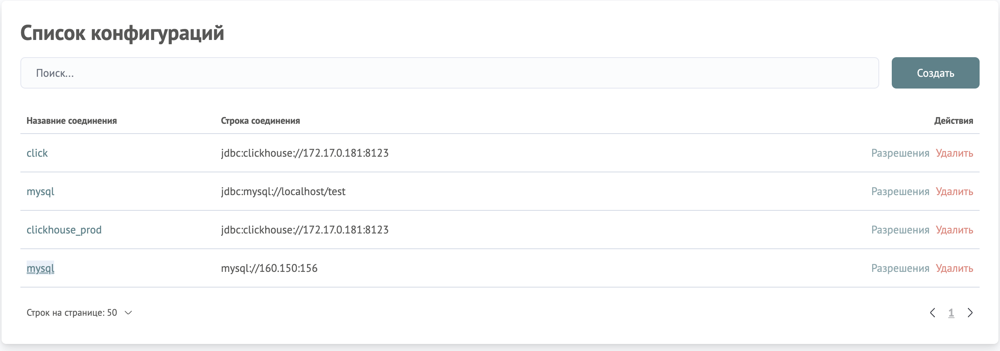 Список конфигураций
Поиск...
Создать
Назавние соединения Строка соединения Действия
click jdbc:clickhouse://172.17.0.181:8123 Разрешения Удалить
mysql jdbc:mysql://localhost/test Разрешения Удалить
clickhouse_prod jdbc:clickhouse://172.17.0.181:8123 Разрешения Удалить
mysql mysql://160.150:156 Разрешения Удалить
Строк на странице: 50 1